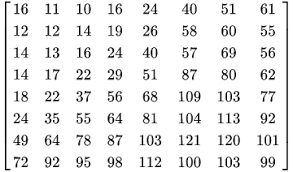 16 11 10 16 24 40 51 61
12 12 14 19 26 58 60 55
14 13 16 24 40 57 69 56
14 17 22 29 51 87 80 62
18 22 37 56 68 109 103 77
24 35 55 64 81 104 113 92
49 64 78 87 103 121 120 101
72 92 95 98 112 100 103 99